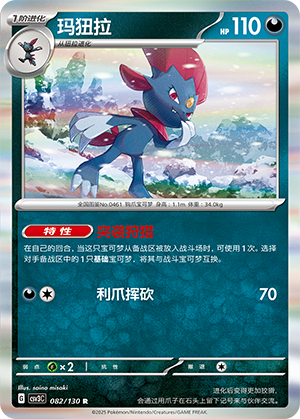 1阶进化
玛狃拉
HP 110
从狃拉进化
全国图鉴No.0461 钩爪宝可梦 身高：1.1m 体重：34.0kg
特性
在自己的回合，当这只宝可梦从备战区被放入战斗场时，可使用1次。选择
对手备战区中的1只基础宝可梦，将其与战斗宝可梦互换。
利爪挥砍 70
弱点 ×2 抵抗力 撤退
Illus. saino misaki
G CSV3C 082/130 R
进化后变得更加狡猾。
会通过用爪子在石头上留下记号来与伙伴交流。
©2025 Pokémon/Nintendo/Creatures/GAME FREAK.